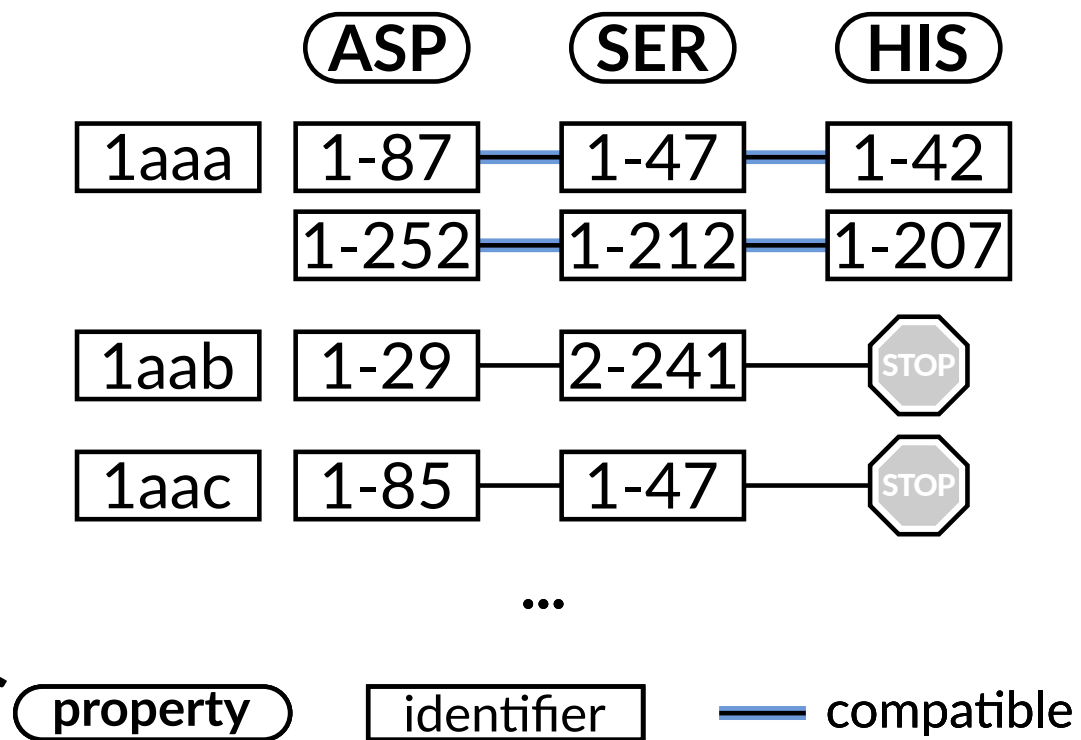 ASP SER HIS
1aaa 1-87 1-47 1-42
1-252 1-212 1-207
1aab 1-29 2-241 STOP
1aac 1-85 1-47 STOP
...
property identifier compatible